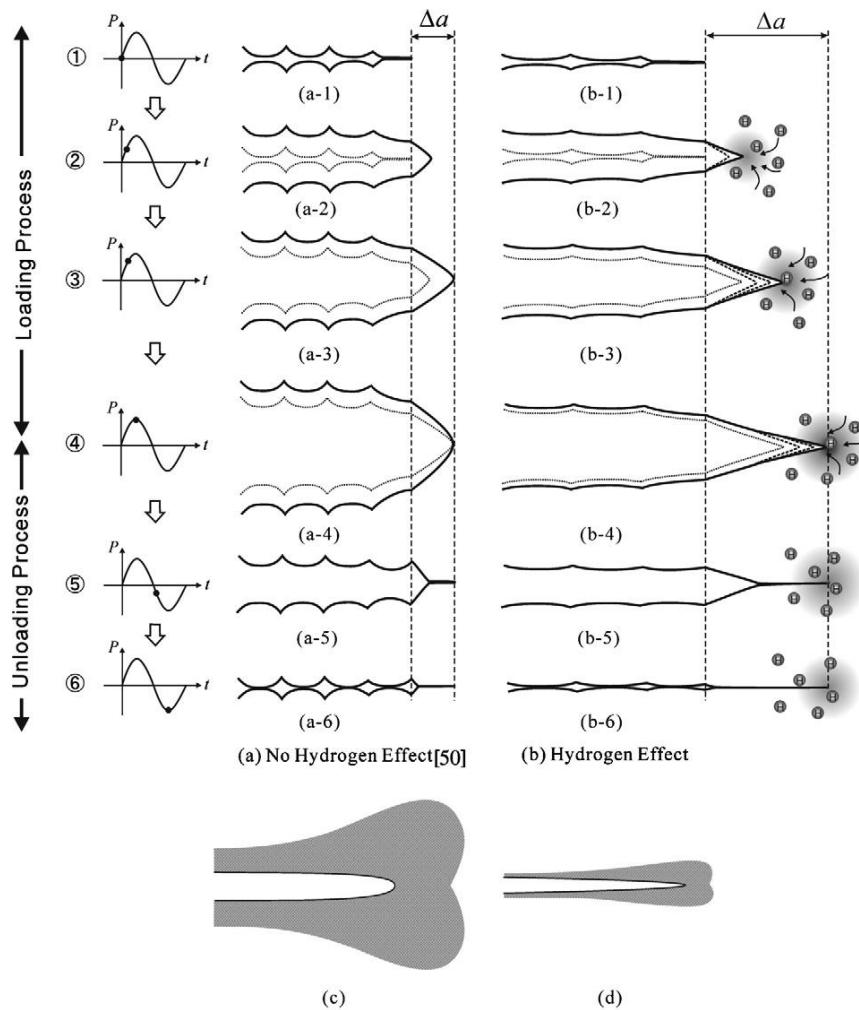 Δa
Δa
Loading Process
Unloading Process
① P t (a-1) (b-1)
② P t (a-2) (b-2) H H H H H H
③ P t (a-3) (b-3) H H H H H H
④ P t (a-4) (b-4) H H H H H H
⑤ P t (a-5) (b-5) H H H H H H
⑥ P t (a-6) (b-6) H H H H H H
(a) No Hydrogen Effect[50] (b) Hydrogen Effect
(c) (d)